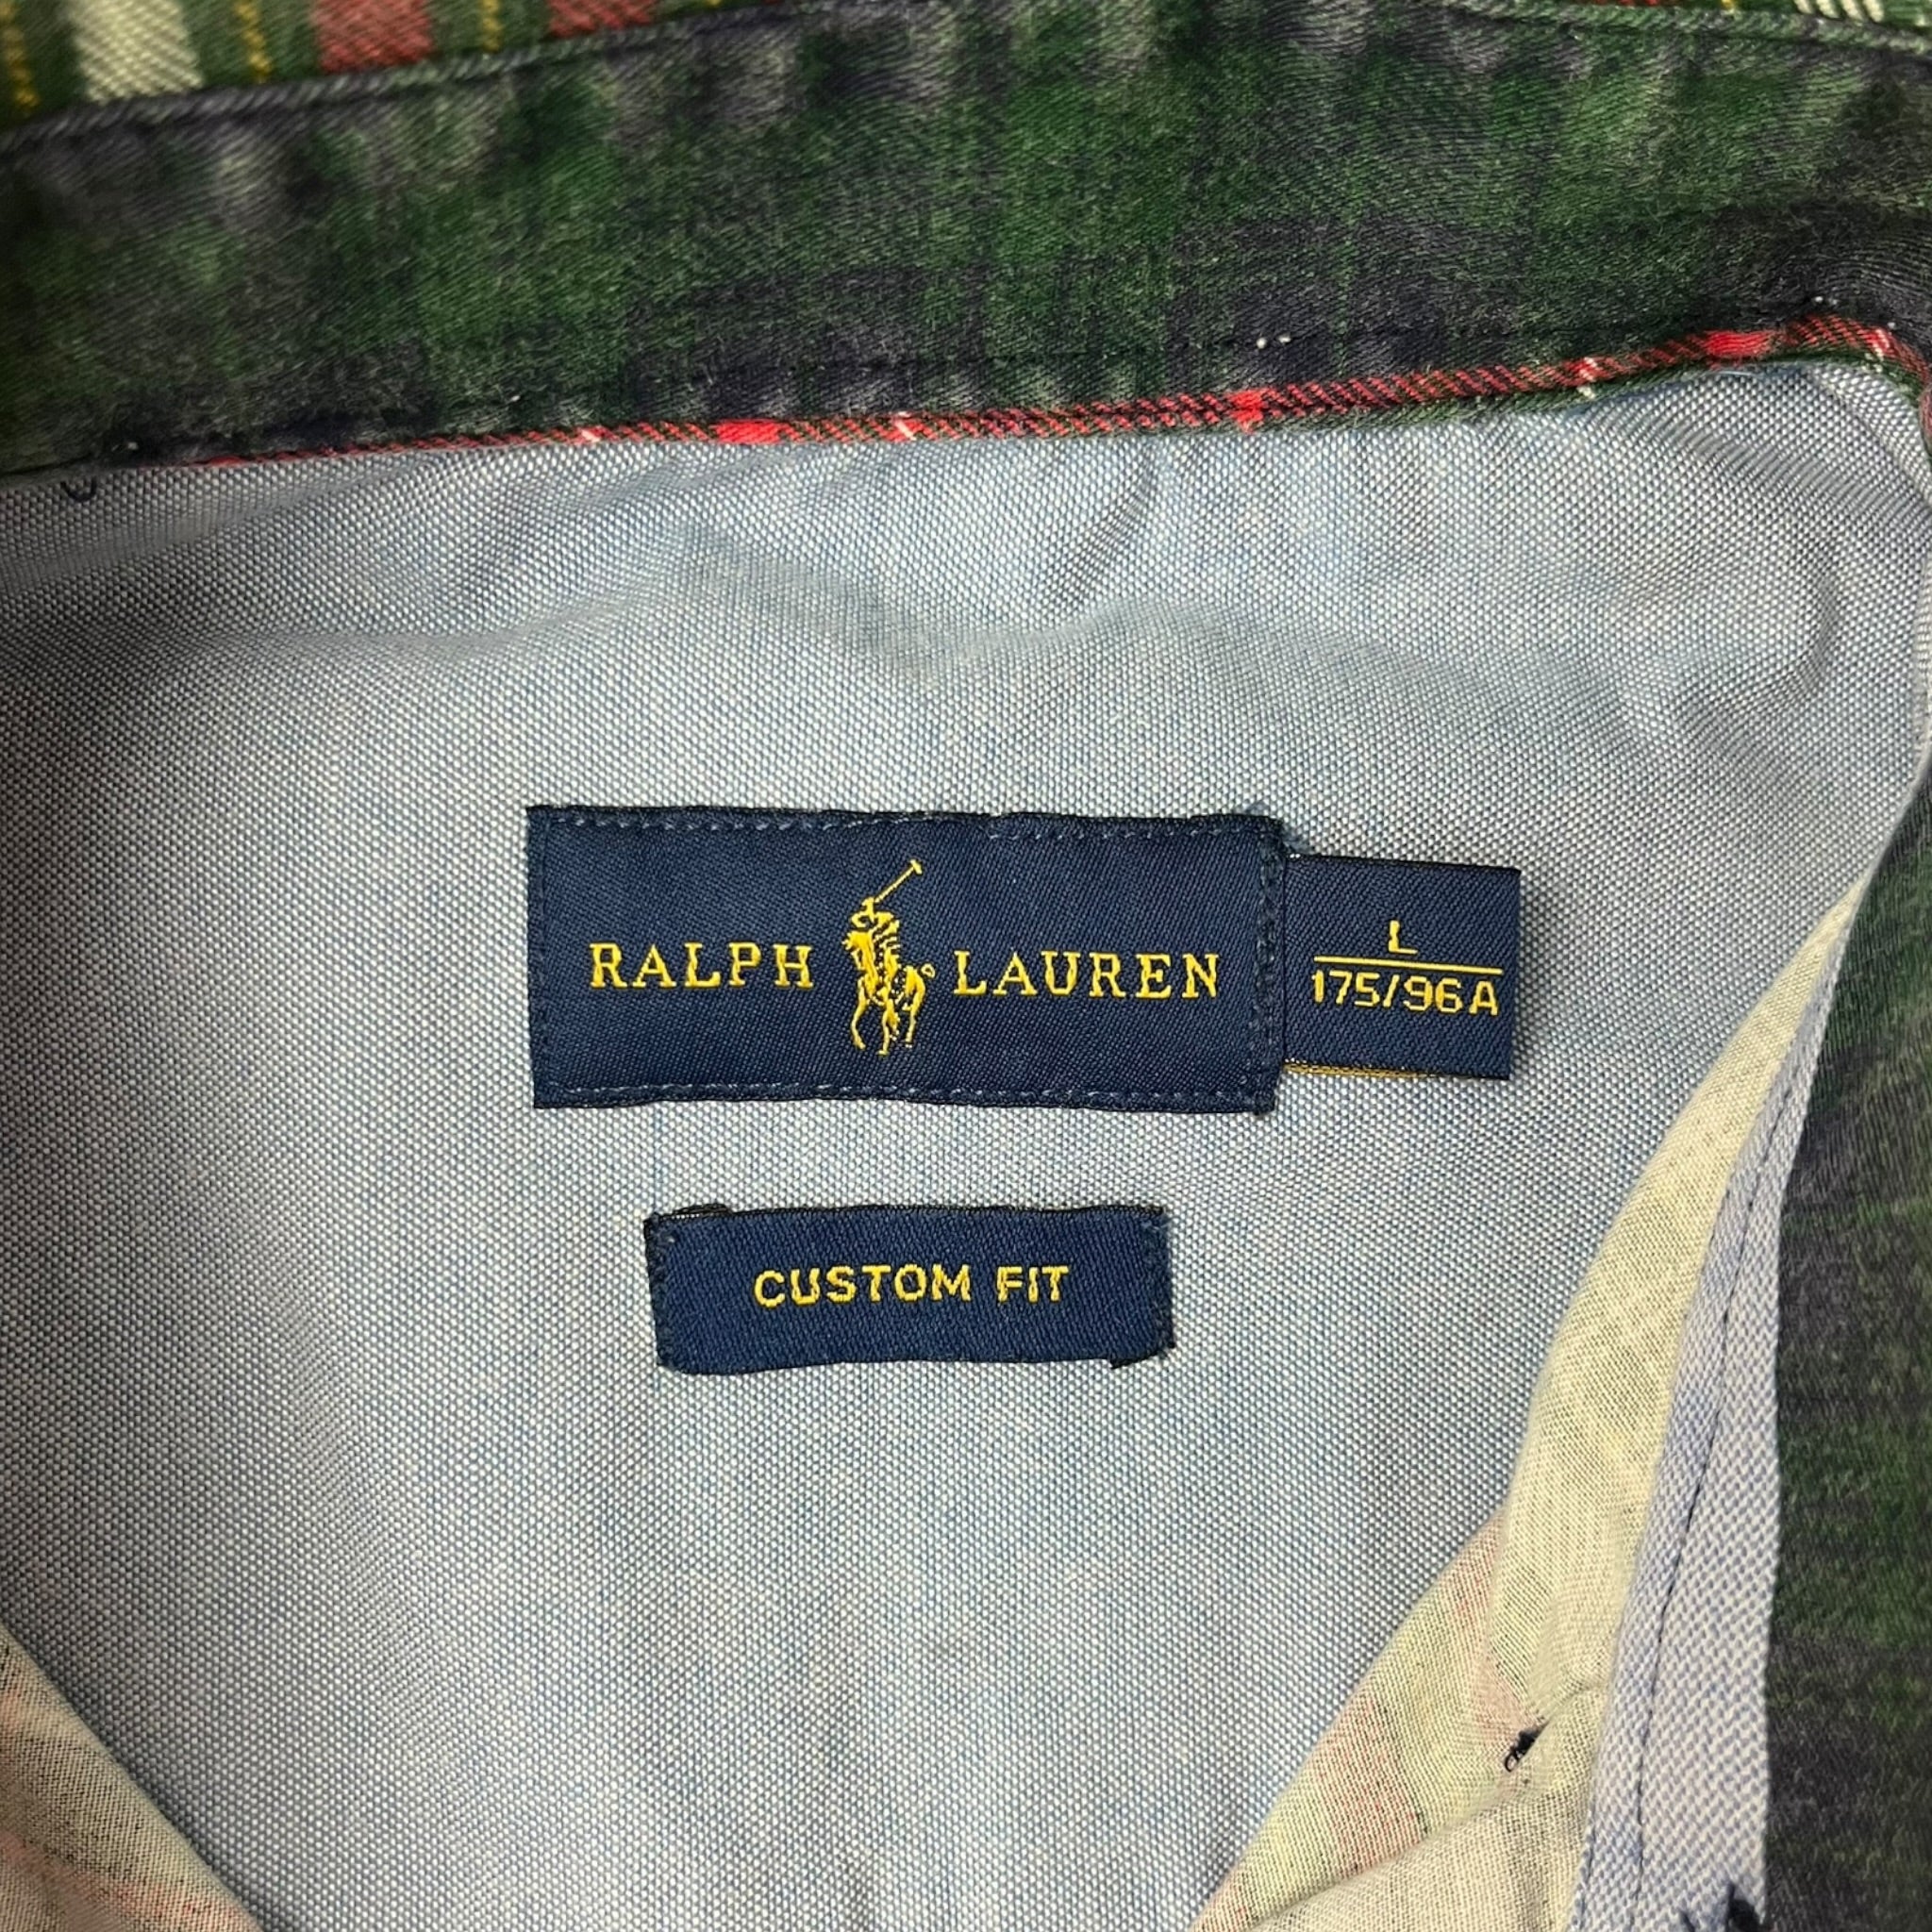 RALPH LAUREN
L
175/96A
CUSTOM FIT